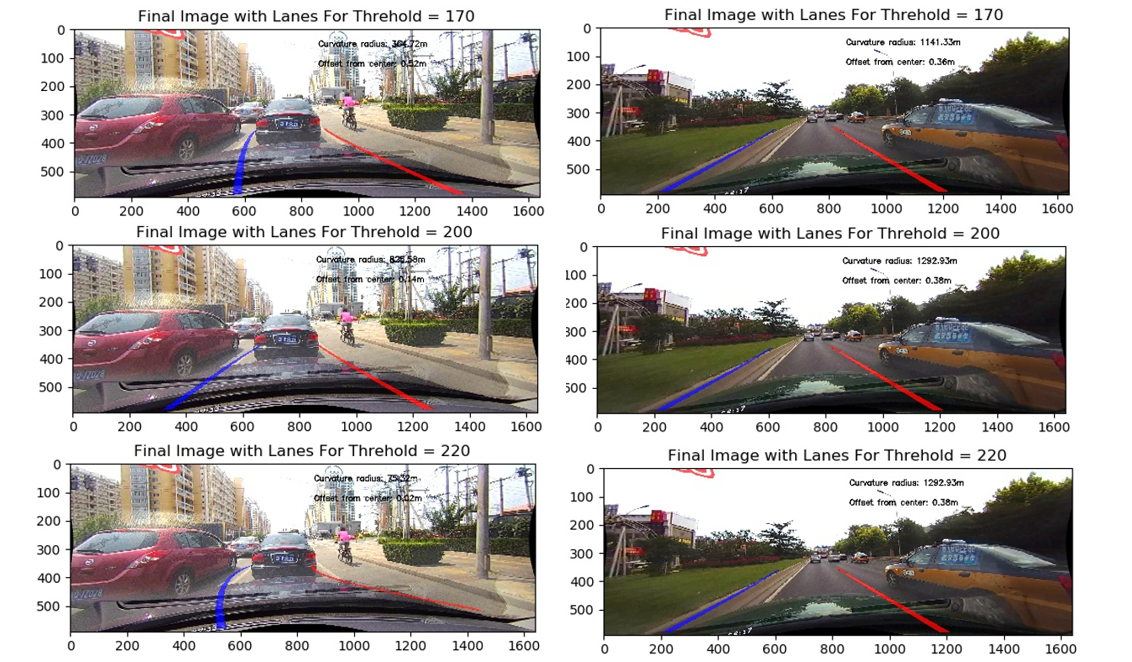 Final Image with Lanes For Threhold = 170
Curvature radius: 364.72m
Offset from center: 0.52m
0
100
200
300
400
500
0 200 400 600 800 1000 1200 1400 1600
Final Image with Lanes For Threhold = 170
Curvature radius: 1141.33m
Offset from center: 0.36m
0
100
200
300
400
500
0 200 400 600 800 1000 1200 1400 1600
Final Image with Lanes For Threhold = 200
Curvature radius:
Offset from center: 0.14m
0
100
200
300
400
500
0 200 400 600 800 1000 1200 1400 1600
Final Image with Lanes For Threhold = 200
Curvature radius: 1292.93m
Offset from center: 0.38m
0
100
200
300
400
500
0 200 400 600 800 1000 1200 1400 1600
Final Image with Lanes For Threhold = 220
Curvature radius:
Offset from center:
0
100
200
300
400
500
0 200 400 600 800 1000 1200 1400 1600
Final Image with Lanes For Threhold = 220
Curvature radius: 1292.93m
Offset from center: 0.38m
0
100
200
300
400
500
0 200 400 600 800 1000 1200 1400 1600